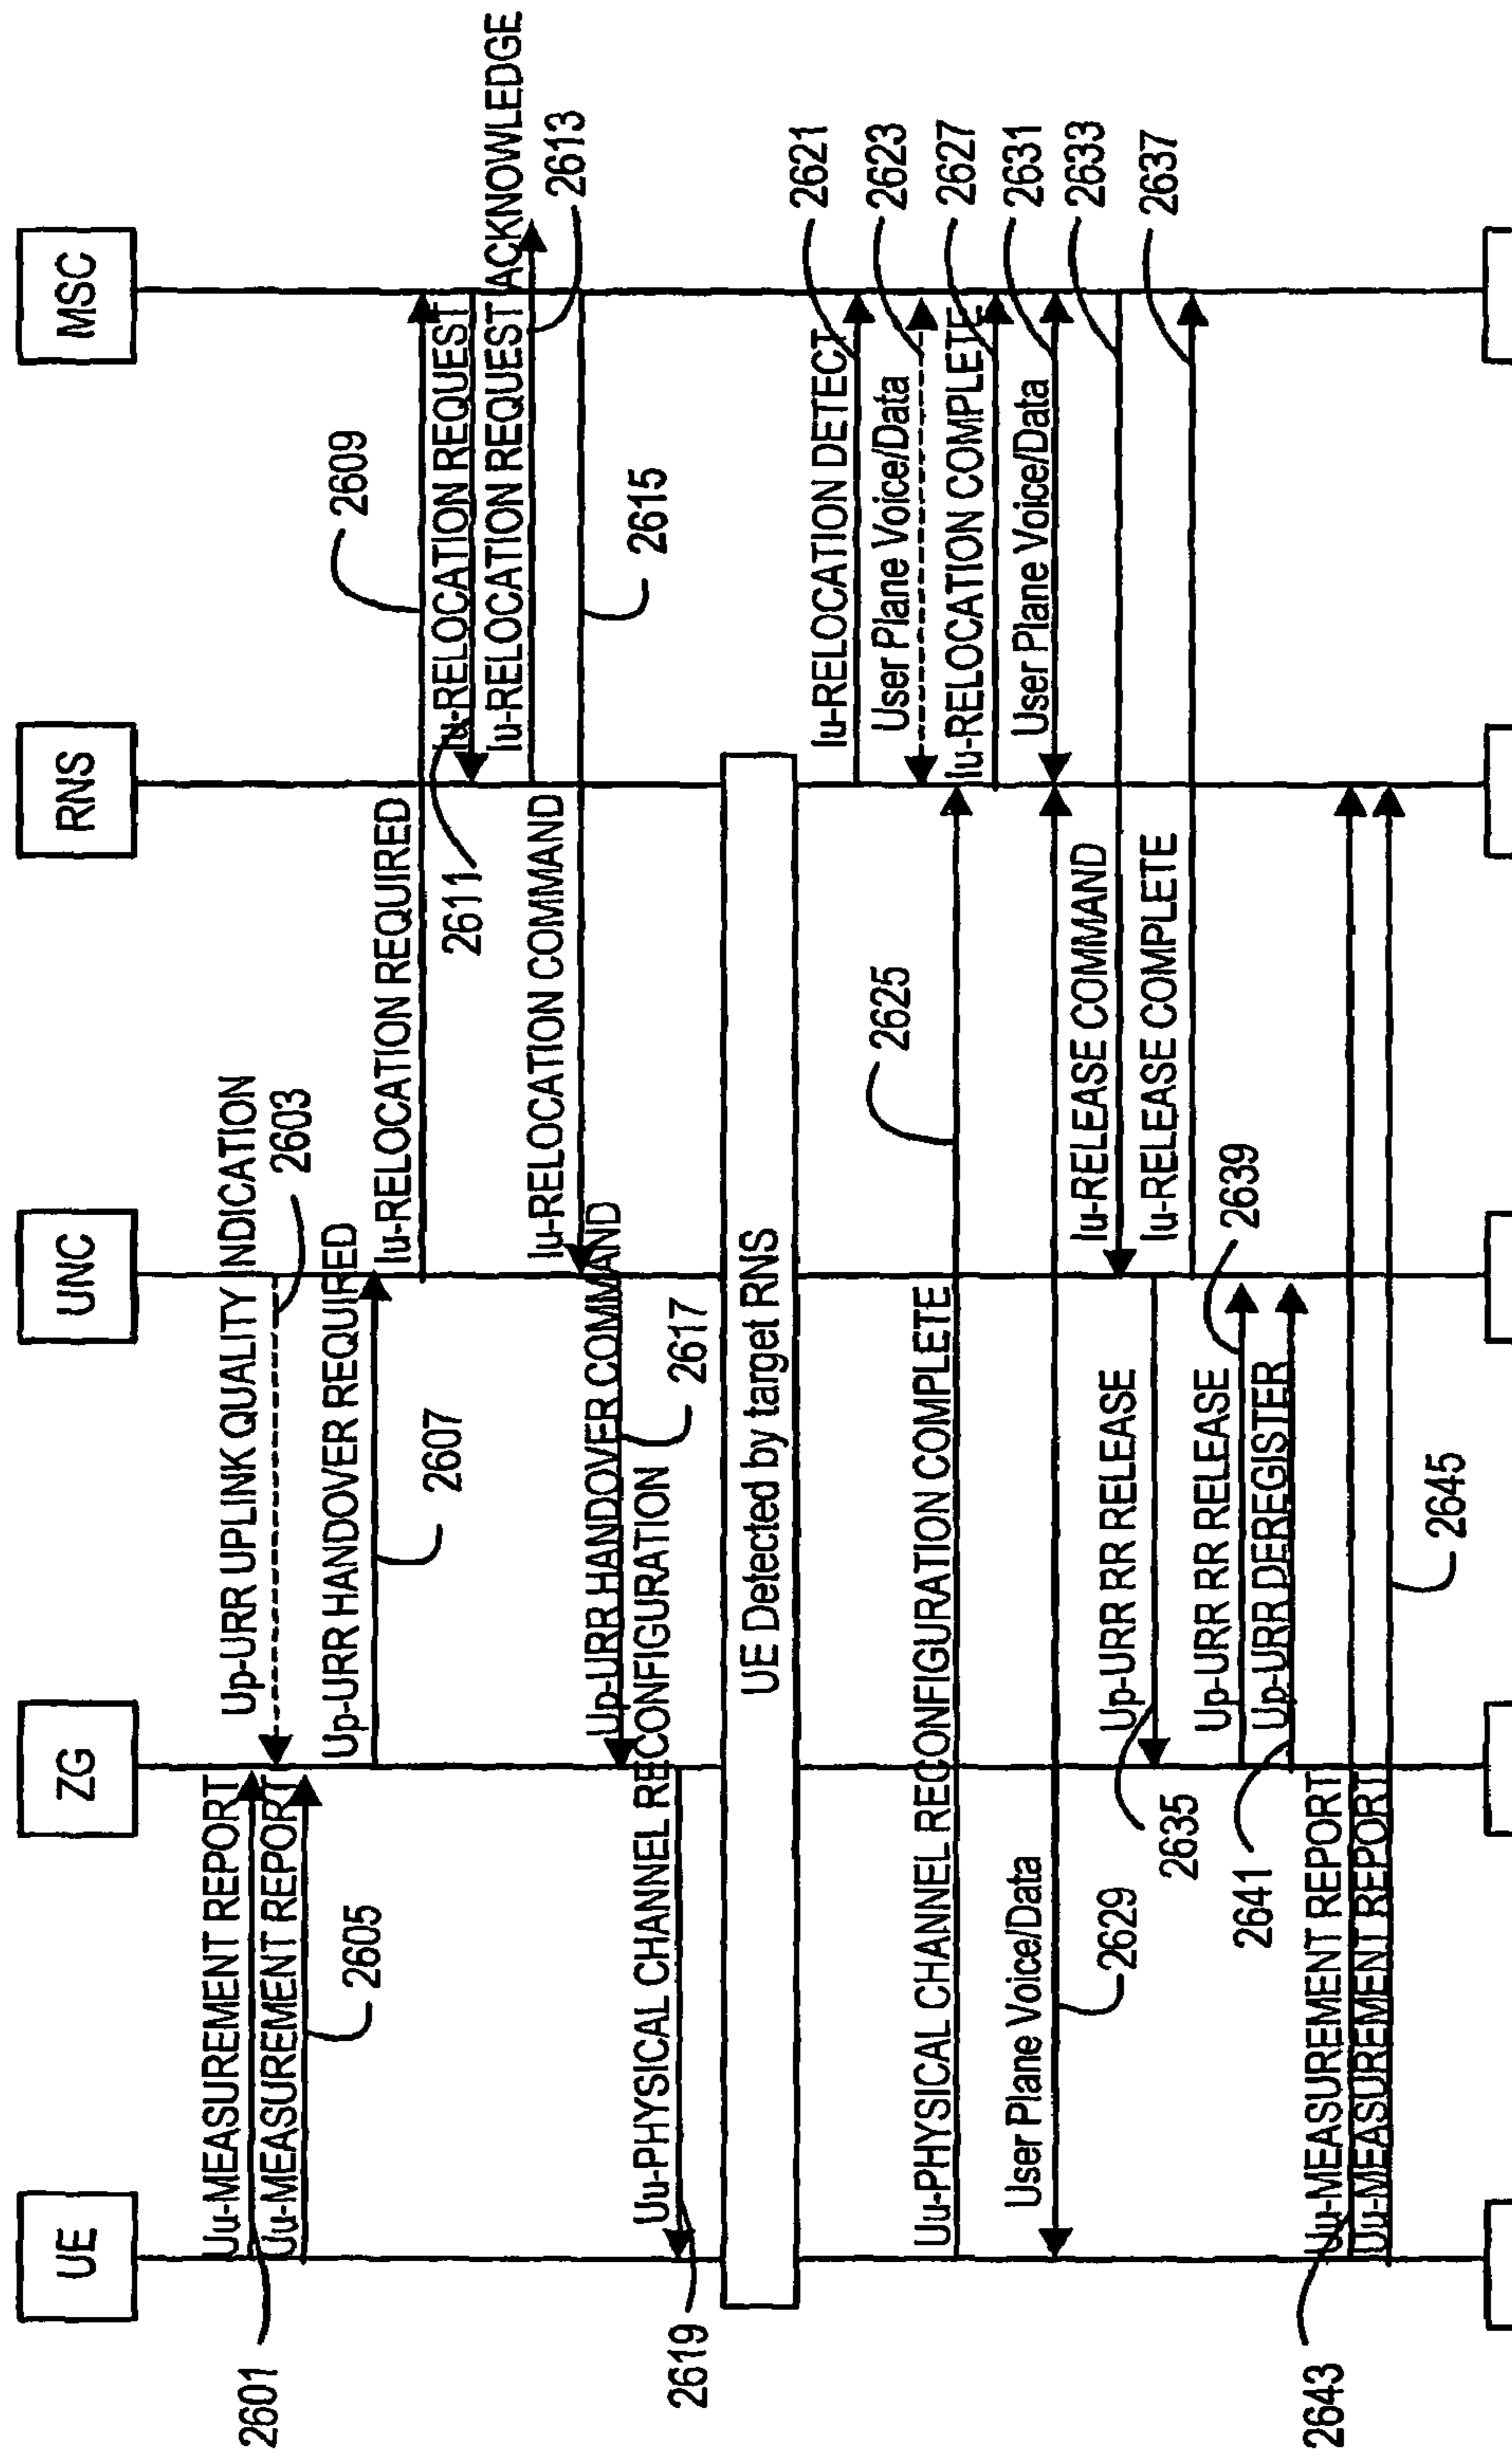 UE
ZG
UNC
RNS
MSC
Uu-MEASUREMENT REPORT
2601
Up-URR UPLINK QUALITY INDICATION
2603
Uu-MEASUREMENT REPORT
2605
Up-URR HANDOVER REQUIRED
2607
Iu-RELOCATION REQUIRED
2609
Iu-RELOCATION REQUEST
2611
Iu-RELOCATION REQUEST ACKNOWLEDGE
2613
Iu-RELOCATION COMMAND
2615
Up-URR HANDOVER COMMAND
2617
Uu-PHYSICAL CHANNEL RECONFIGURATION
2619
UE Detected by target RNS
Iu-RELOCATION DETECT
2621
User Plane Voice/Data
2623
Uu-PHYSICAL CHANNEL RECONFIGURATION COMPLETE
2625
Iu-RELOCATION COMPLETE
2627
User Plane Voice/Data
2629
User Plane Voice/Data
2631
Iu-RELEASE COMMAND
2633
Up-URR RR RELEASE
2635
Iu-RELEASE COMPLETE
2637
Up-URR RR RELEASE
2639
Up-URR DEREGISTER
2641
Uu-MEASUREMENT REPORT
2643
Uu-MEASUREMENT REPORT
2645